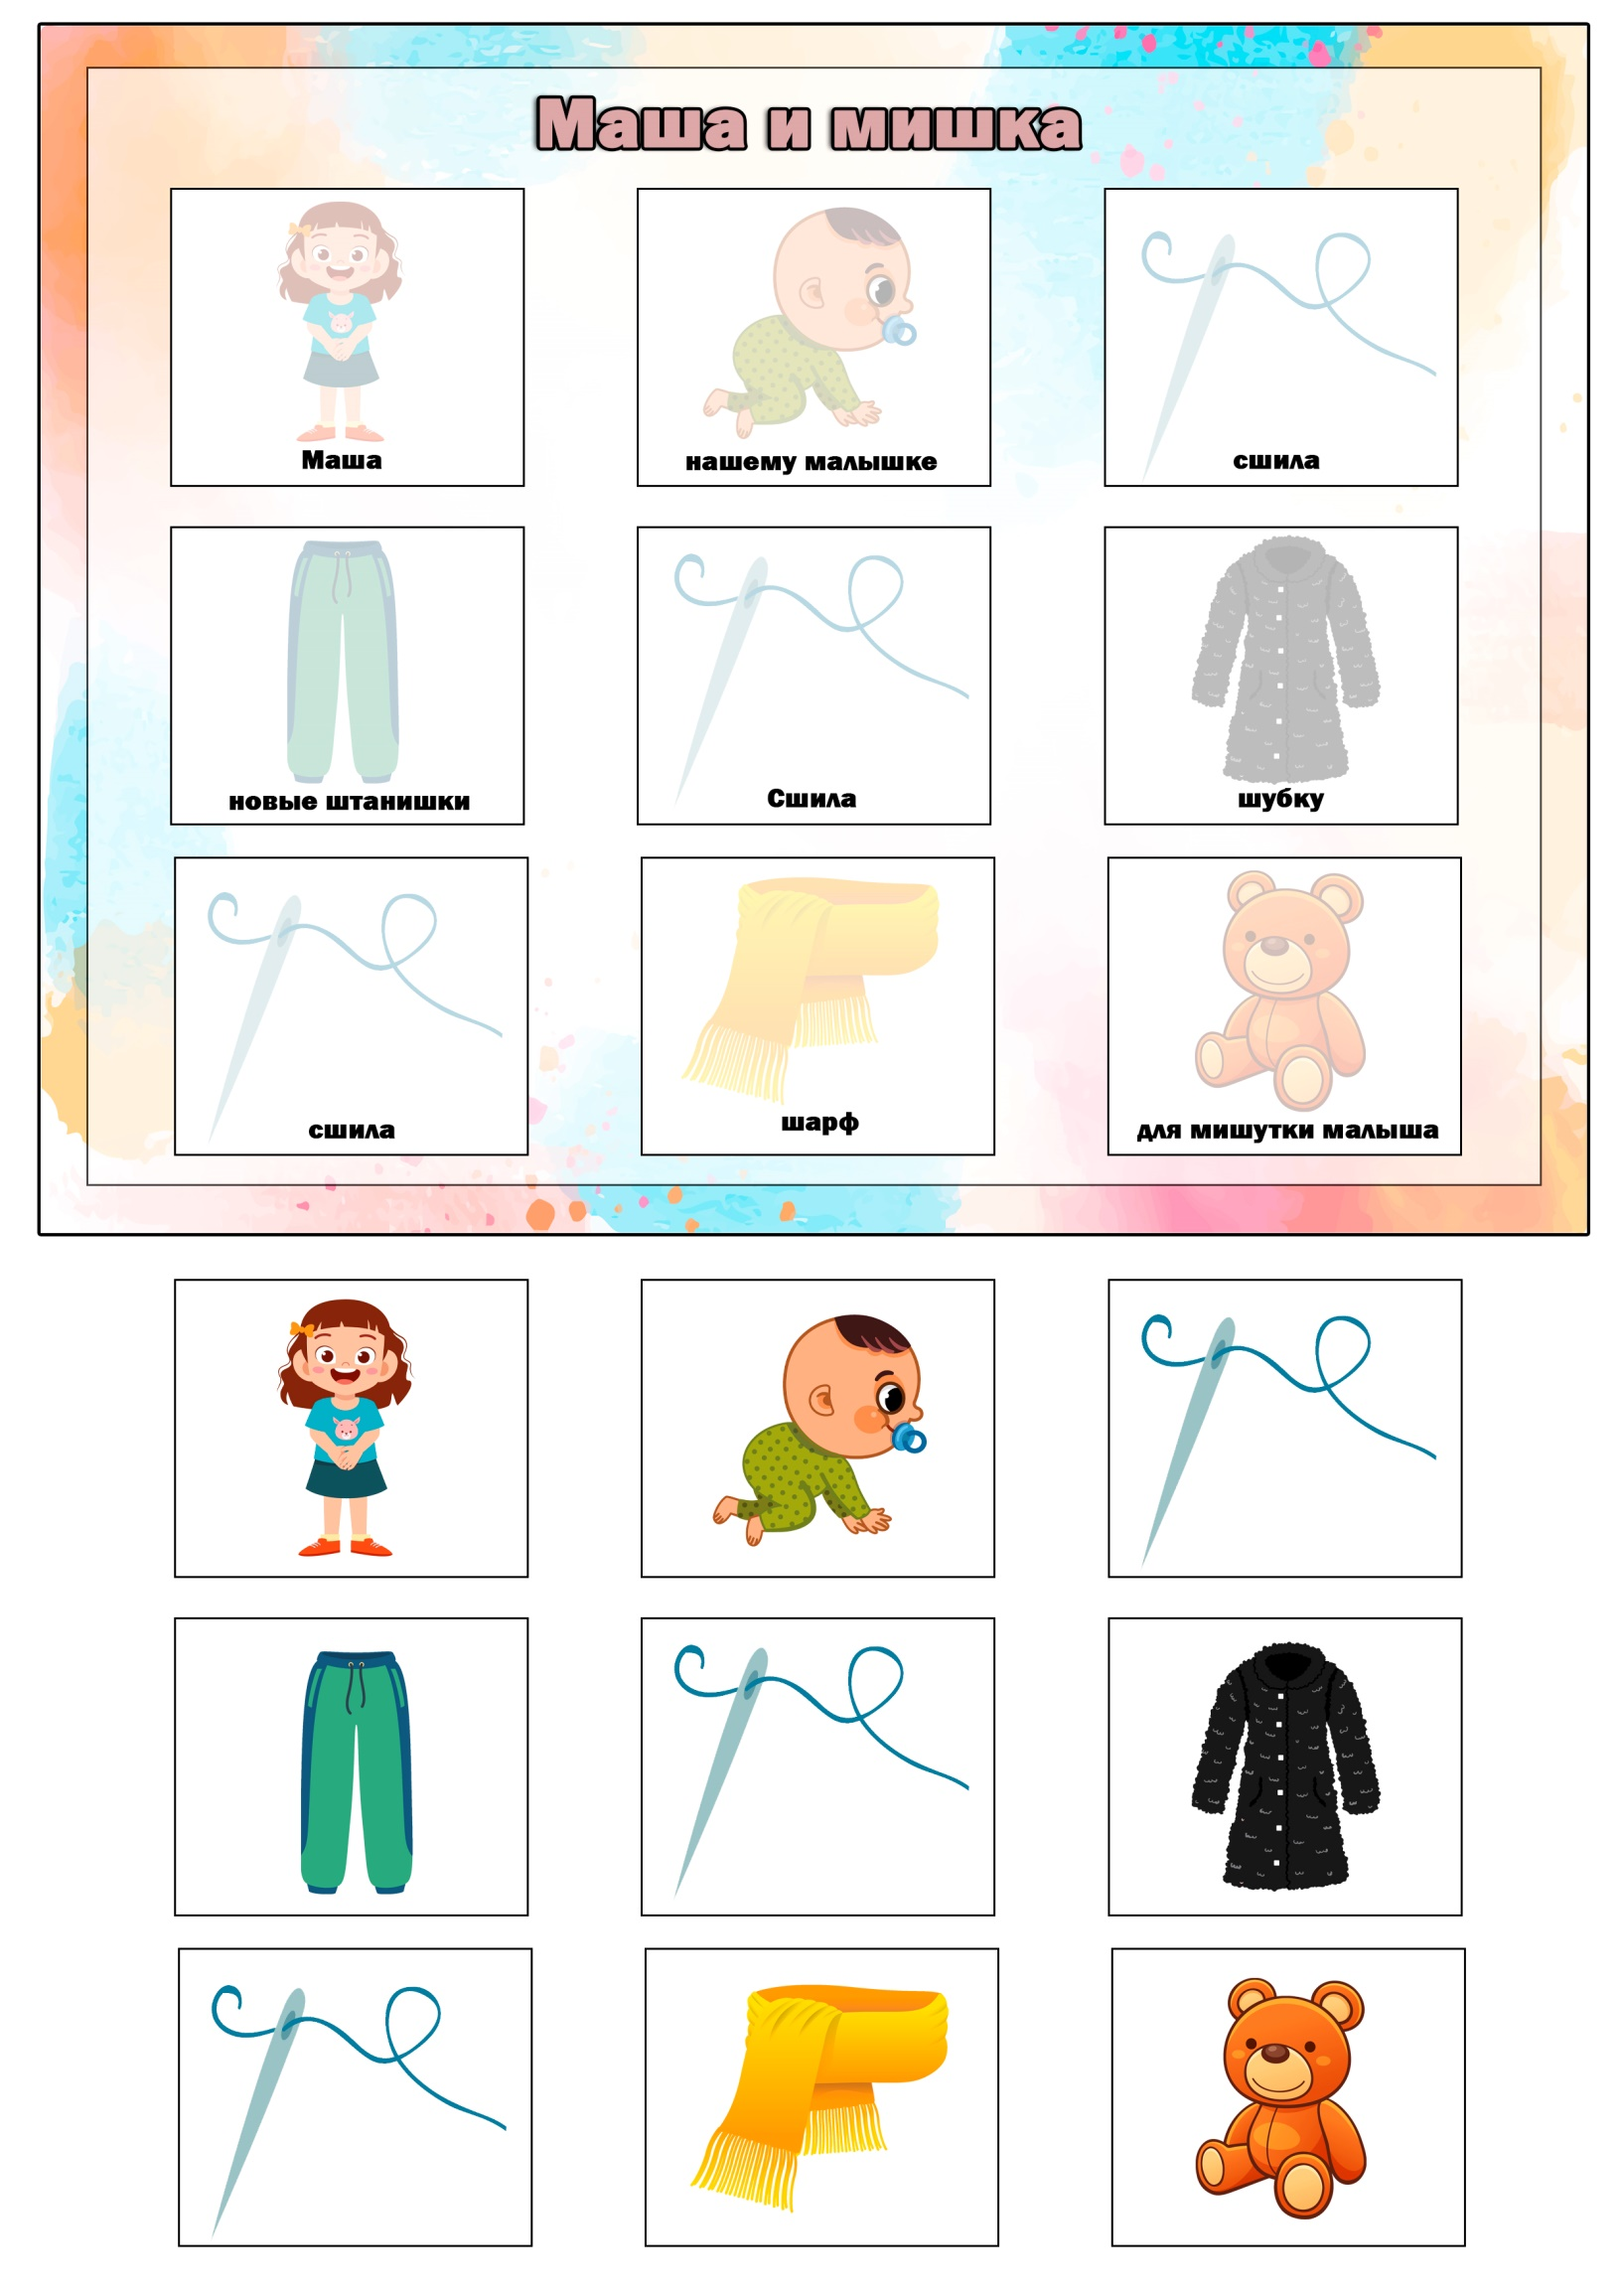 Маша и мишка
Маша
нашему малышке
сшила
новые штанишки
Сшила
шубку
сшила
шарф
для мишутки малыша